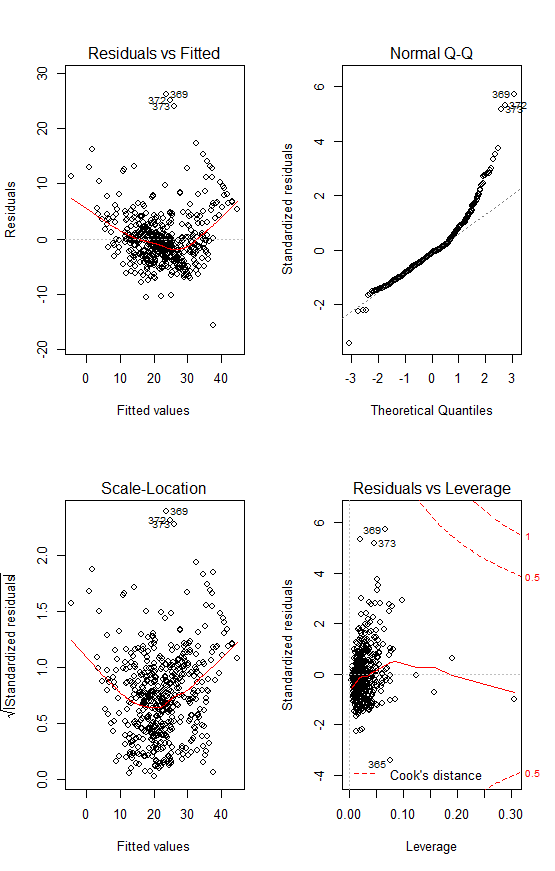 Residuals vs Fitted
Residuals
30
20
10
0
-10
-20
369
372
373
0 10 20 30 40
Fitted values
Normal Q-Q
Standardized residuals
6
4
2
0
-2
369
372
373
-3 -2 -1 0 1 2 3
Theoretical Quantiles
Scale-Location
√|Standardized residuals|
2.0
1.5
1.0
0.5
0.0
369
372
373
0 10 20 30 40
Fitted values
Residuals vs Leverage
Standardized residuals
6
4
2
0
-2
-4
369
373
365
1
0.5
0.5
Cook's distance
0.00 0.10 0.20 0.30
Leverage